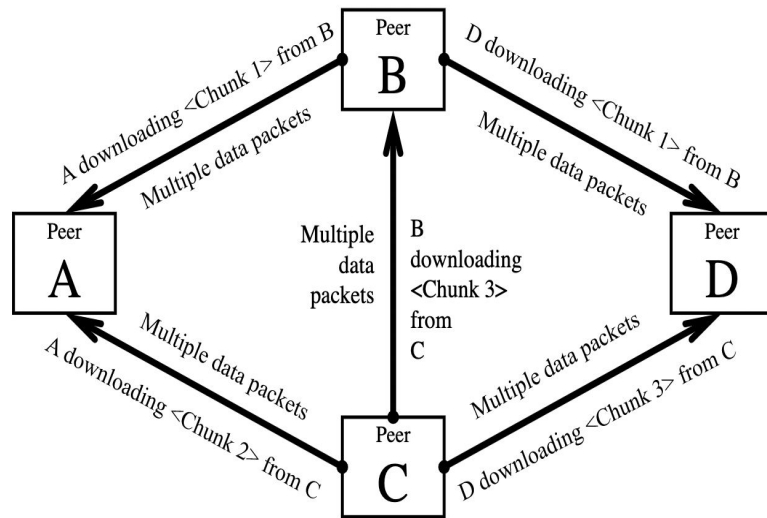 Peer
B
A downloading <Chunk 1> from B
Multiple data packets
D downloading <Chunk 1> from B
Multiple data packets
Peer
A
Multiple
data
packets
B
downloading
<Chunk 3>
from
C
Peer
D
Multiple data packets
A downloading <Chunk 2> from C
Multiple data packets
D downloading <Chunk 3> from C
Peer
C